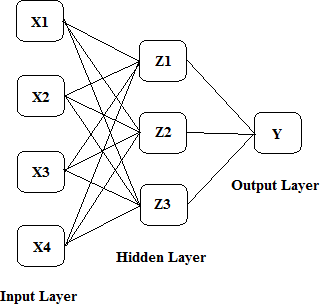 X1
X2
X3
X4
Input Layer
Z1
Z2
Z3
Hidden Layer
Y
Output Layer